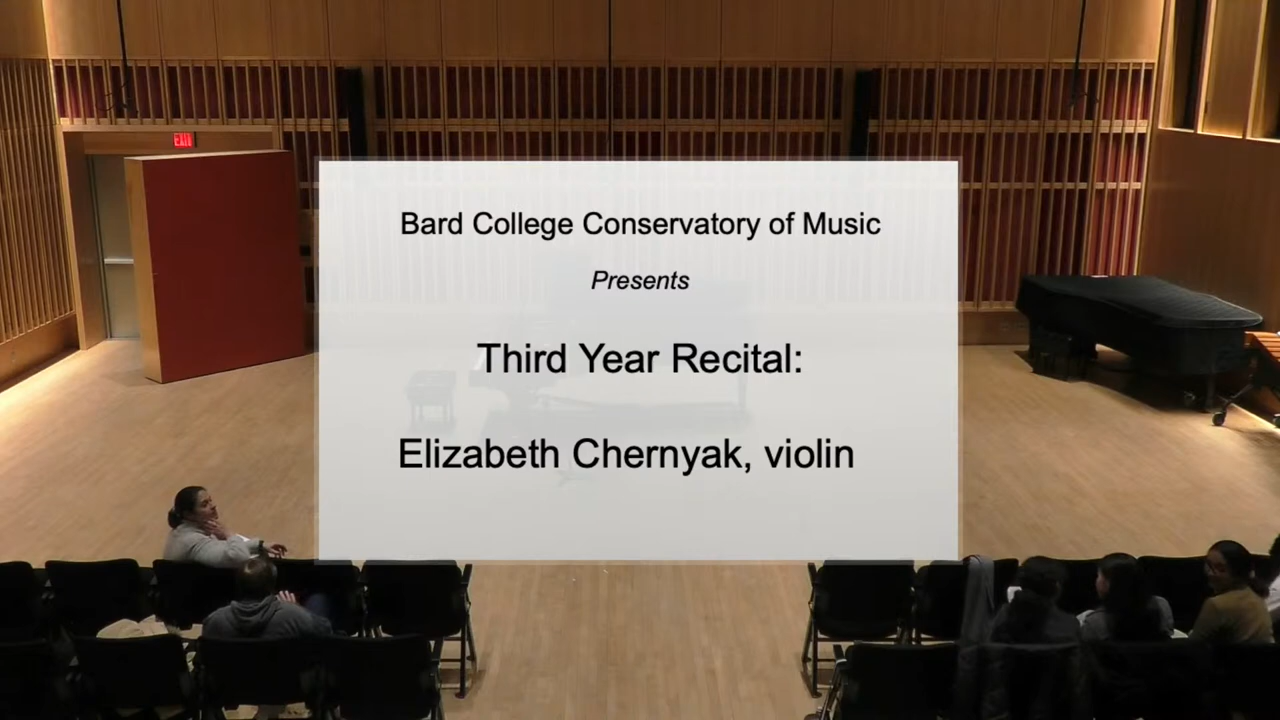 EXIT
Bard College Conservatory of Music
Presents
Third Year Recital:
Elizabeth Chernyak, violin